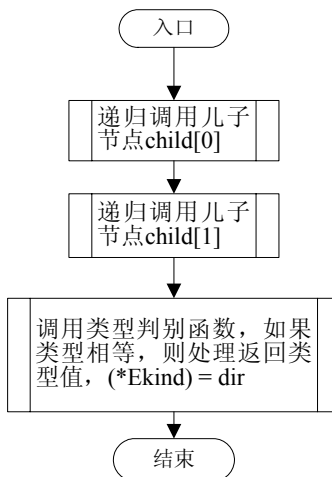 入口
递归调用儿子
节点child[0]
递归调用儿子
节点child[1]
调用类型判别函数，如果
类型相等，则处理返回类
型值，(*Ekind) = dir
结束